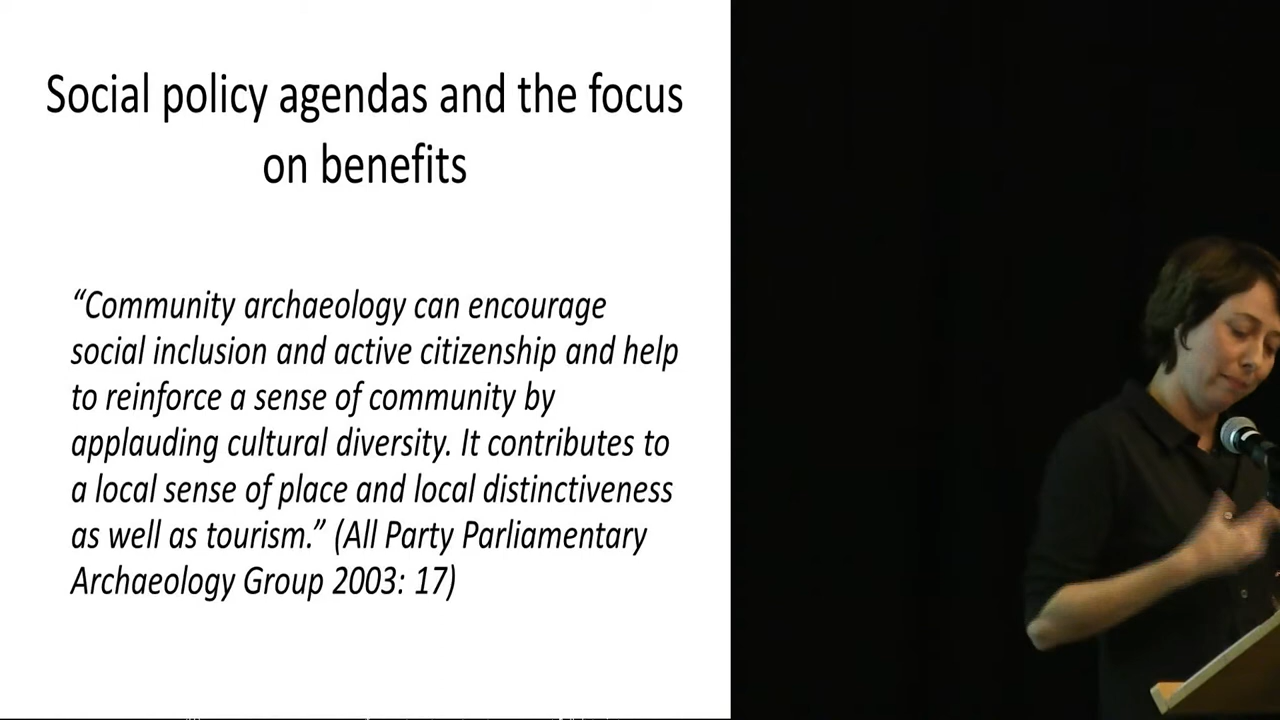 Social policy agendas and the focus
on benefits
“Community archaeology can encourage
social inclusion and active citizenship and help
to reinforce a sense of community by
applauding cultural diversity. It contributes to
a local sense of place and local distinctiveness
as well as tourism.” (All Party Parliamentary
Archaeology Group 2003: 17)